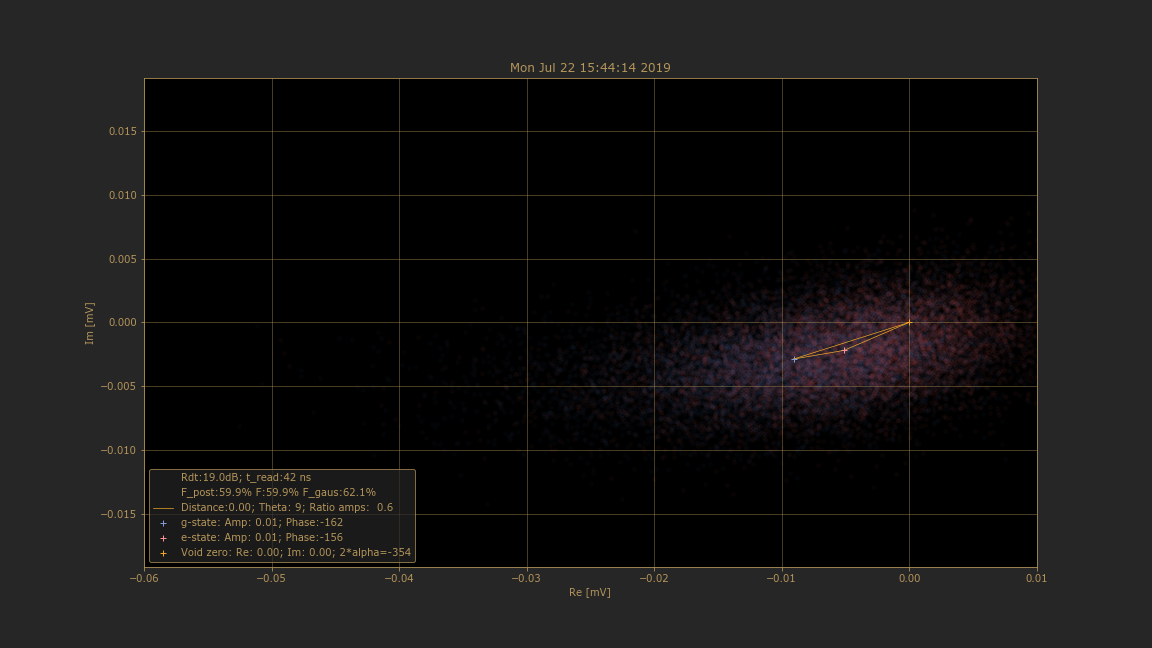 Mon Jul 22 15:44:14 2019
0.015
0.010
0.005
0.000
−0.005
−0.010
−0.015
Im [mV]
Rdt:19.0dB; t_read:42 ns
F_post:59.9% F:59.9% F_gaus:62.1%
Distance:0.00; Theta: 9; Ratio amps:  0.6
g-state: Amp: 0.01; Phase:-162
e-state: Amp: 0.01; Phase:-156
Void zero: Re: 0.00; Im: 0.00; 2*alpha=-354
−0.06 −0.05 −0.04 −0.03 −0.02 −0.01 0.00 0.01
Re [mV]